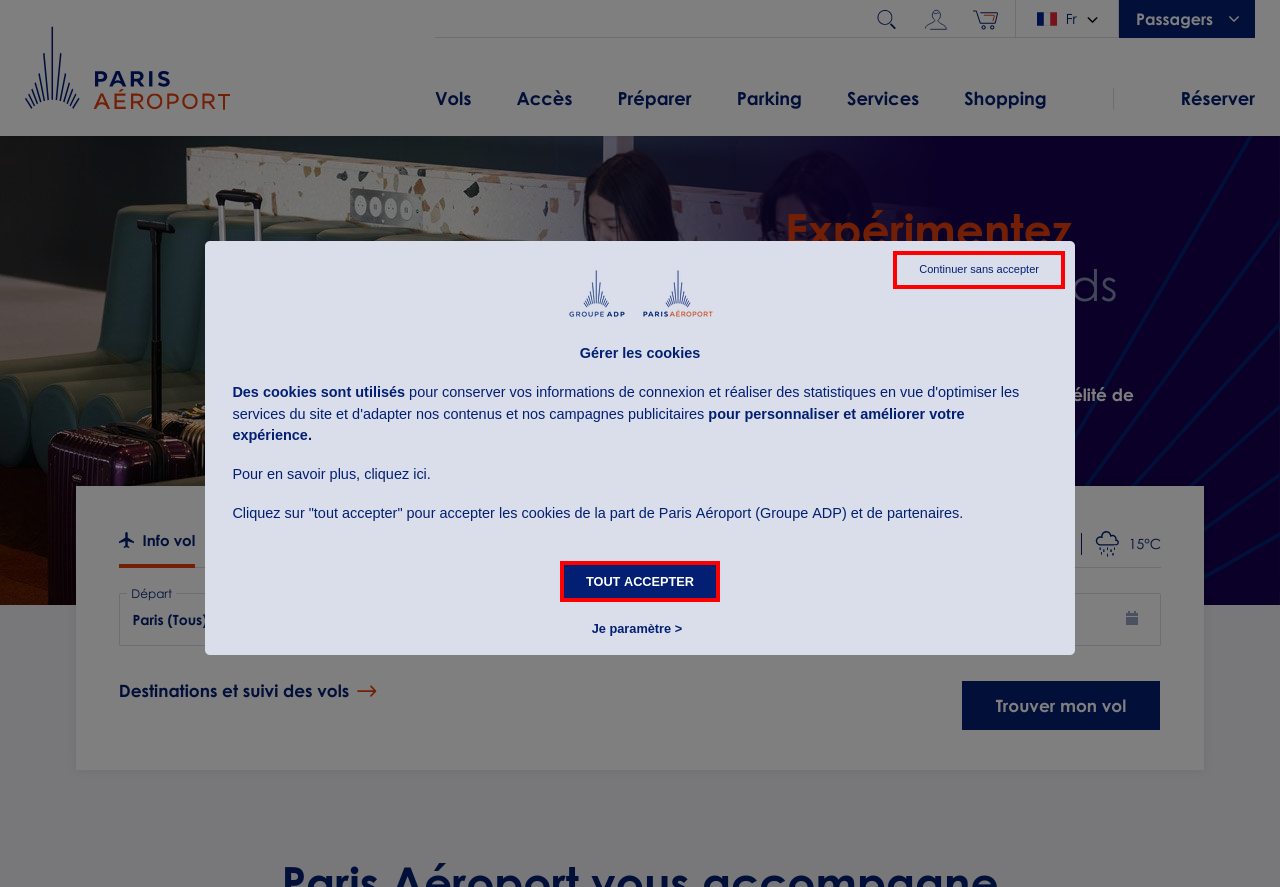 Fr
Passagers
PARIS
AÉROPORT
Vols
Accès
Préparer
Parking
Services
Shopping
Réserver
Expérimentez
ds
Continuer sans accepter
GROUPE ADP
PARIS AÉROPORT
Gérer les cookies
élité de
Des cookies sont utilisés pour conserver vos informations de connexion et réaliser des statistiques en vue d'optimiser les
services du site et d'adapter nos contenus et nos campagnes publicitaires pour personnaliser et améliorer votre
expérience.
Pour en savoir plus, cliquez ici.
Cliquez sur "tout accepter" pour accepter les cookies de la part de Paris Aéroport (Groupe ADP) et de partenaires.
Info vol
15°C
TOUT ACCEPTER
Départ
Paris (Tous)
Je paramètre >
Destinations et suivi des vols
Trouver mon vol
Paris Aéroport vous accompagne